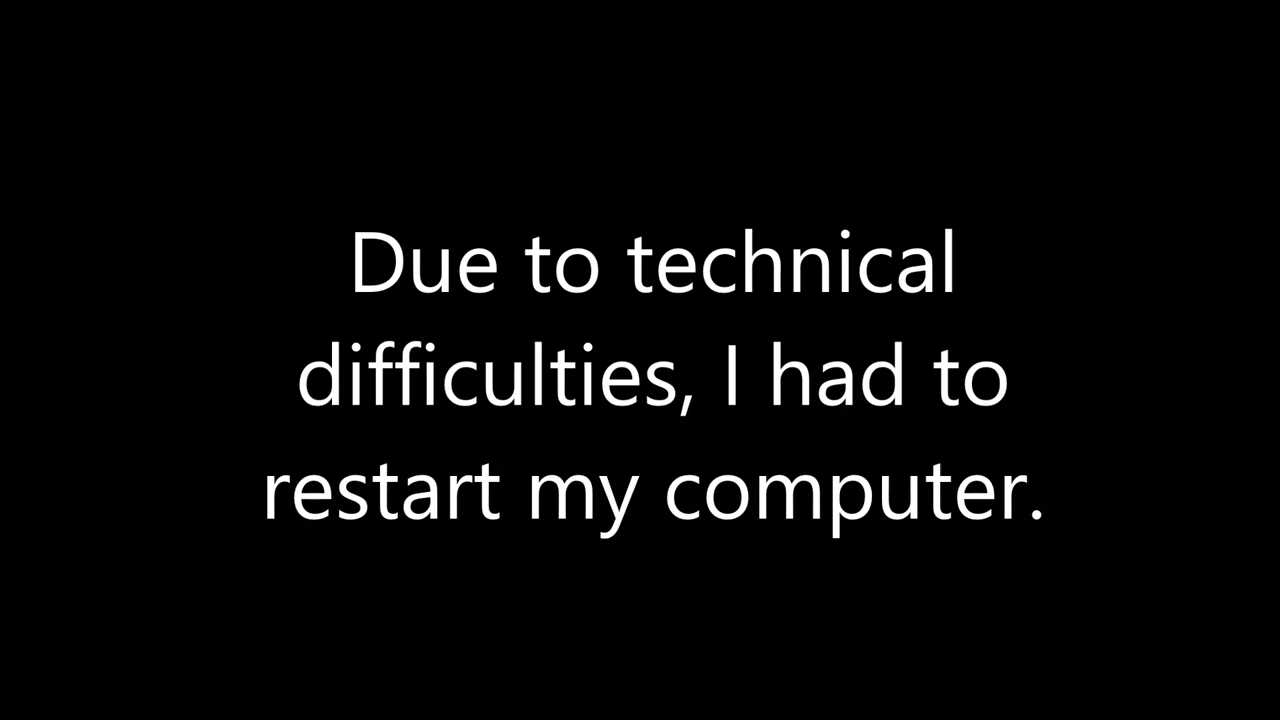 Due to technical
difficulties, I had to
restart my computer.